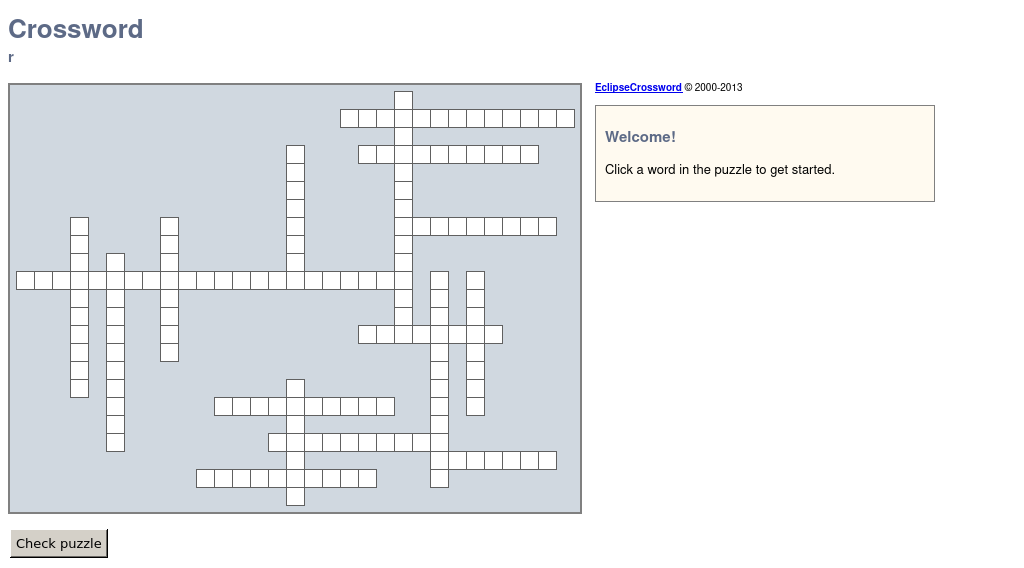 Crossword
r
EclipseCrossword © 2000-2013
Welcome!
Click a word in the puzzle to get started.
Check puzzle